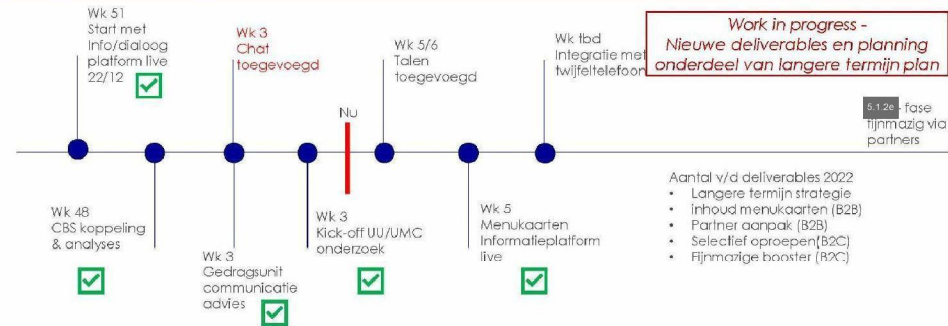 Wk 51
Start met
Info/dialoog
platform live
22/12
Wk 3
Chat
toegevoegd
Wk 5/6
Talen
toegevoegd
Wk tbd
Integratie met
twijfeltelefoon
Work in progress -
Nieuwe deliverables en planning
onderdeel van langere termijn plan
Nu
5.1.2e - fase
fijnmazig via
partners
Wk 48
CBS koppeling
& analyses
Wk 3
Gedragsunit
communicatie
advies
Wk 3
Kick-off UU/UMC
onderzoek
Wk 5
Menukaarten
Informatieplatform
live
Aantal v/d deliverables 2022
• Langere termijn strategie
• Inhoud menukaarten (B2B)
• Partner aanpak (B2B)
• Selectief oproepen(B2C)
• Fijnmazige booster (B2C)